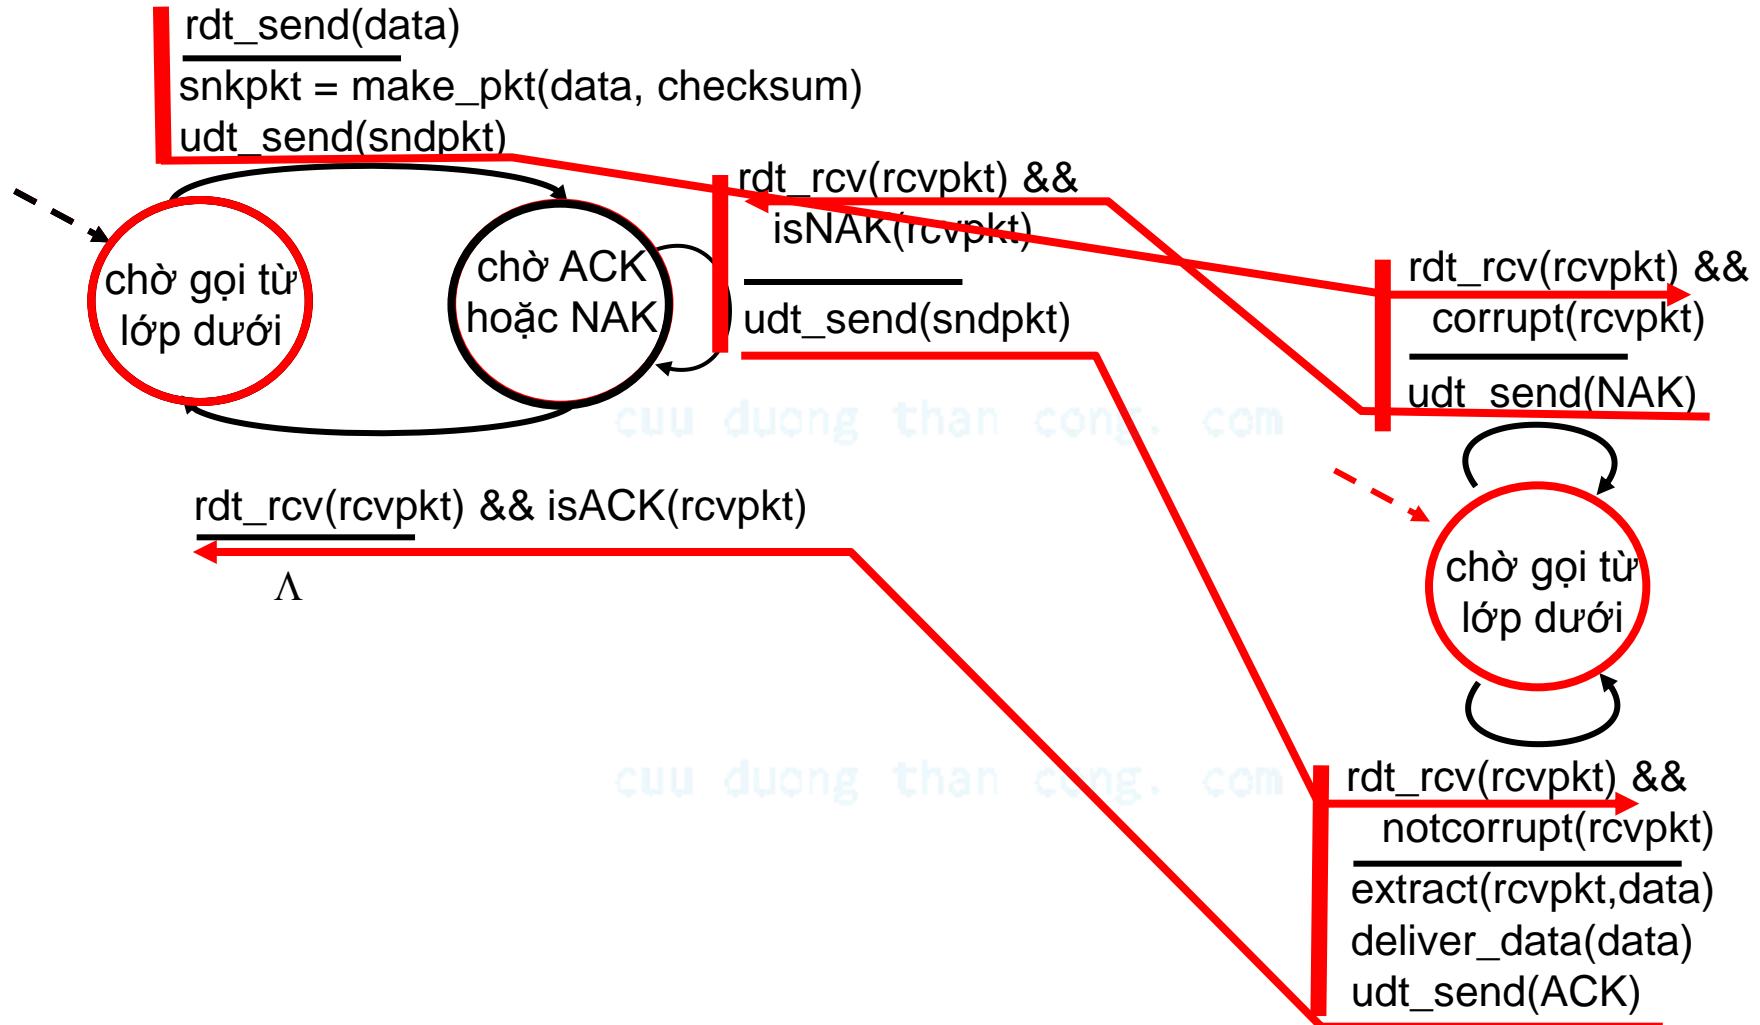 rdt_send(data)
snkpkt = make_pkt(data, checksum)
udt_send(sndpkt)
rdt_rcv(rcvpkt) &&
isNAK(rcvpkt)
udt_send(sndpkt)
chờ gọi từ
lớp dưới
chờ ACK
hoặc NAK
rdt_rcv(rcvpkt) &&
corrupt(rcvpkt)
udt_send(NAK)
cuu duong than cong. com
rdt_rcv(rcvpkt) && isACK(rcvpkt)
Λ
chờ gọi từ
lớp dưới
cuu duong than cong. com
rdt_rcv(rcvpkt) &&
notcorrupt(rcvpkt)
extract(rcvpkt,data)
deliver_data(data)
udt_send(ACK)